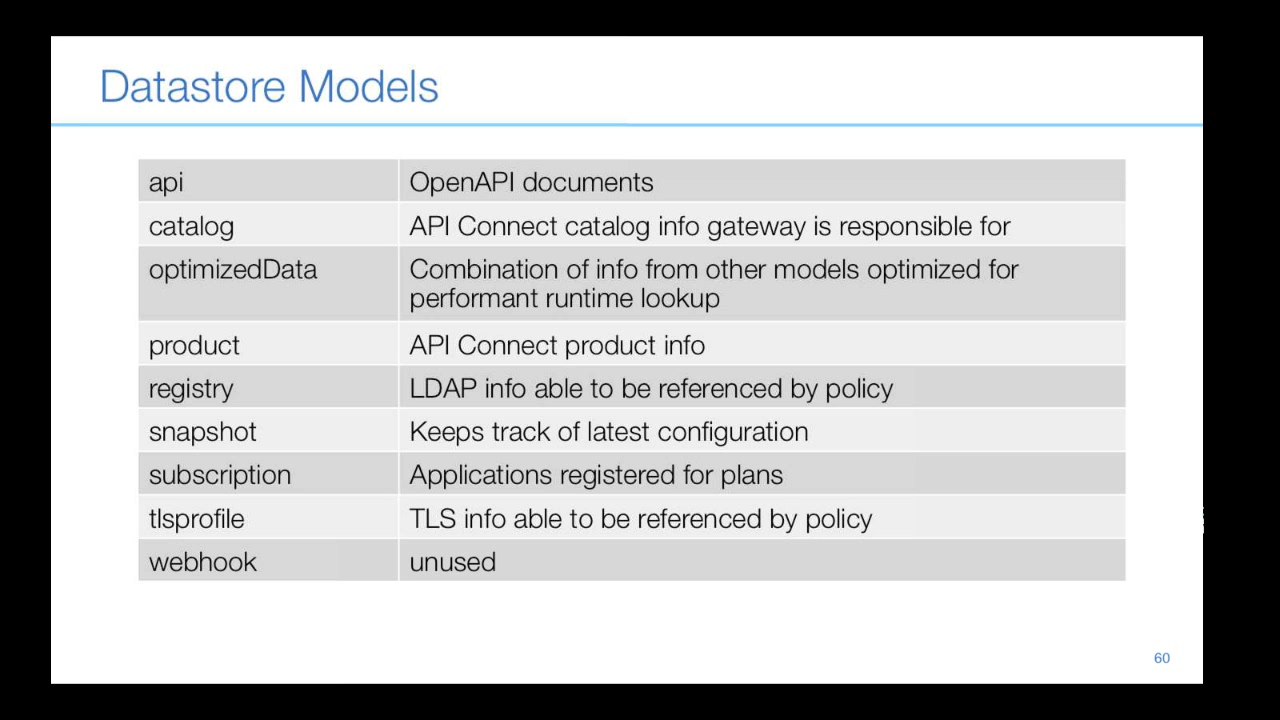 Datastore Models
api OpenAPI documents
catalog API Connect catalog info gateway is responsible for
optimizedData Combination of info from other models optimized for
performant runtime lookup
product API Connect product info
registry LDAP info able to be referenced by policy
snapshot Keeps track of latest configuration
subscription Applications registered for plans
tlsprofile TLS info able to be referenced by policy
webhook unused
60